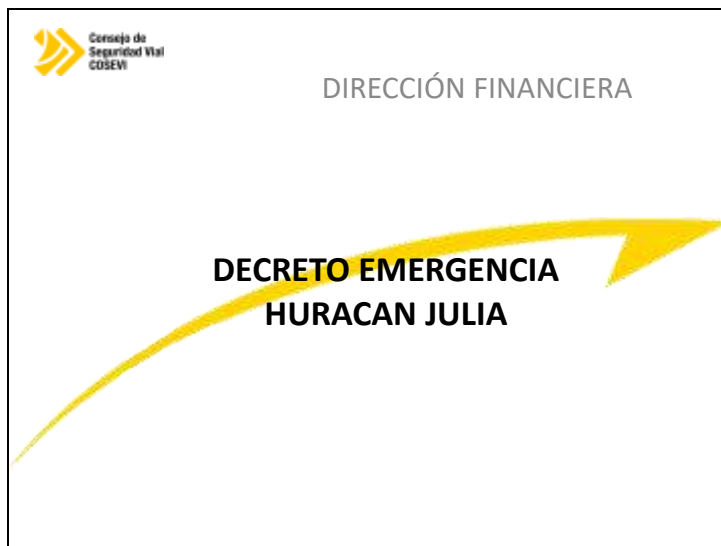 Consejo de
Seguridad Vial
COSEVI
DIRECCIÓN FINANCIERA
DECRETO EMERGENCIA
HURACAN JULIA